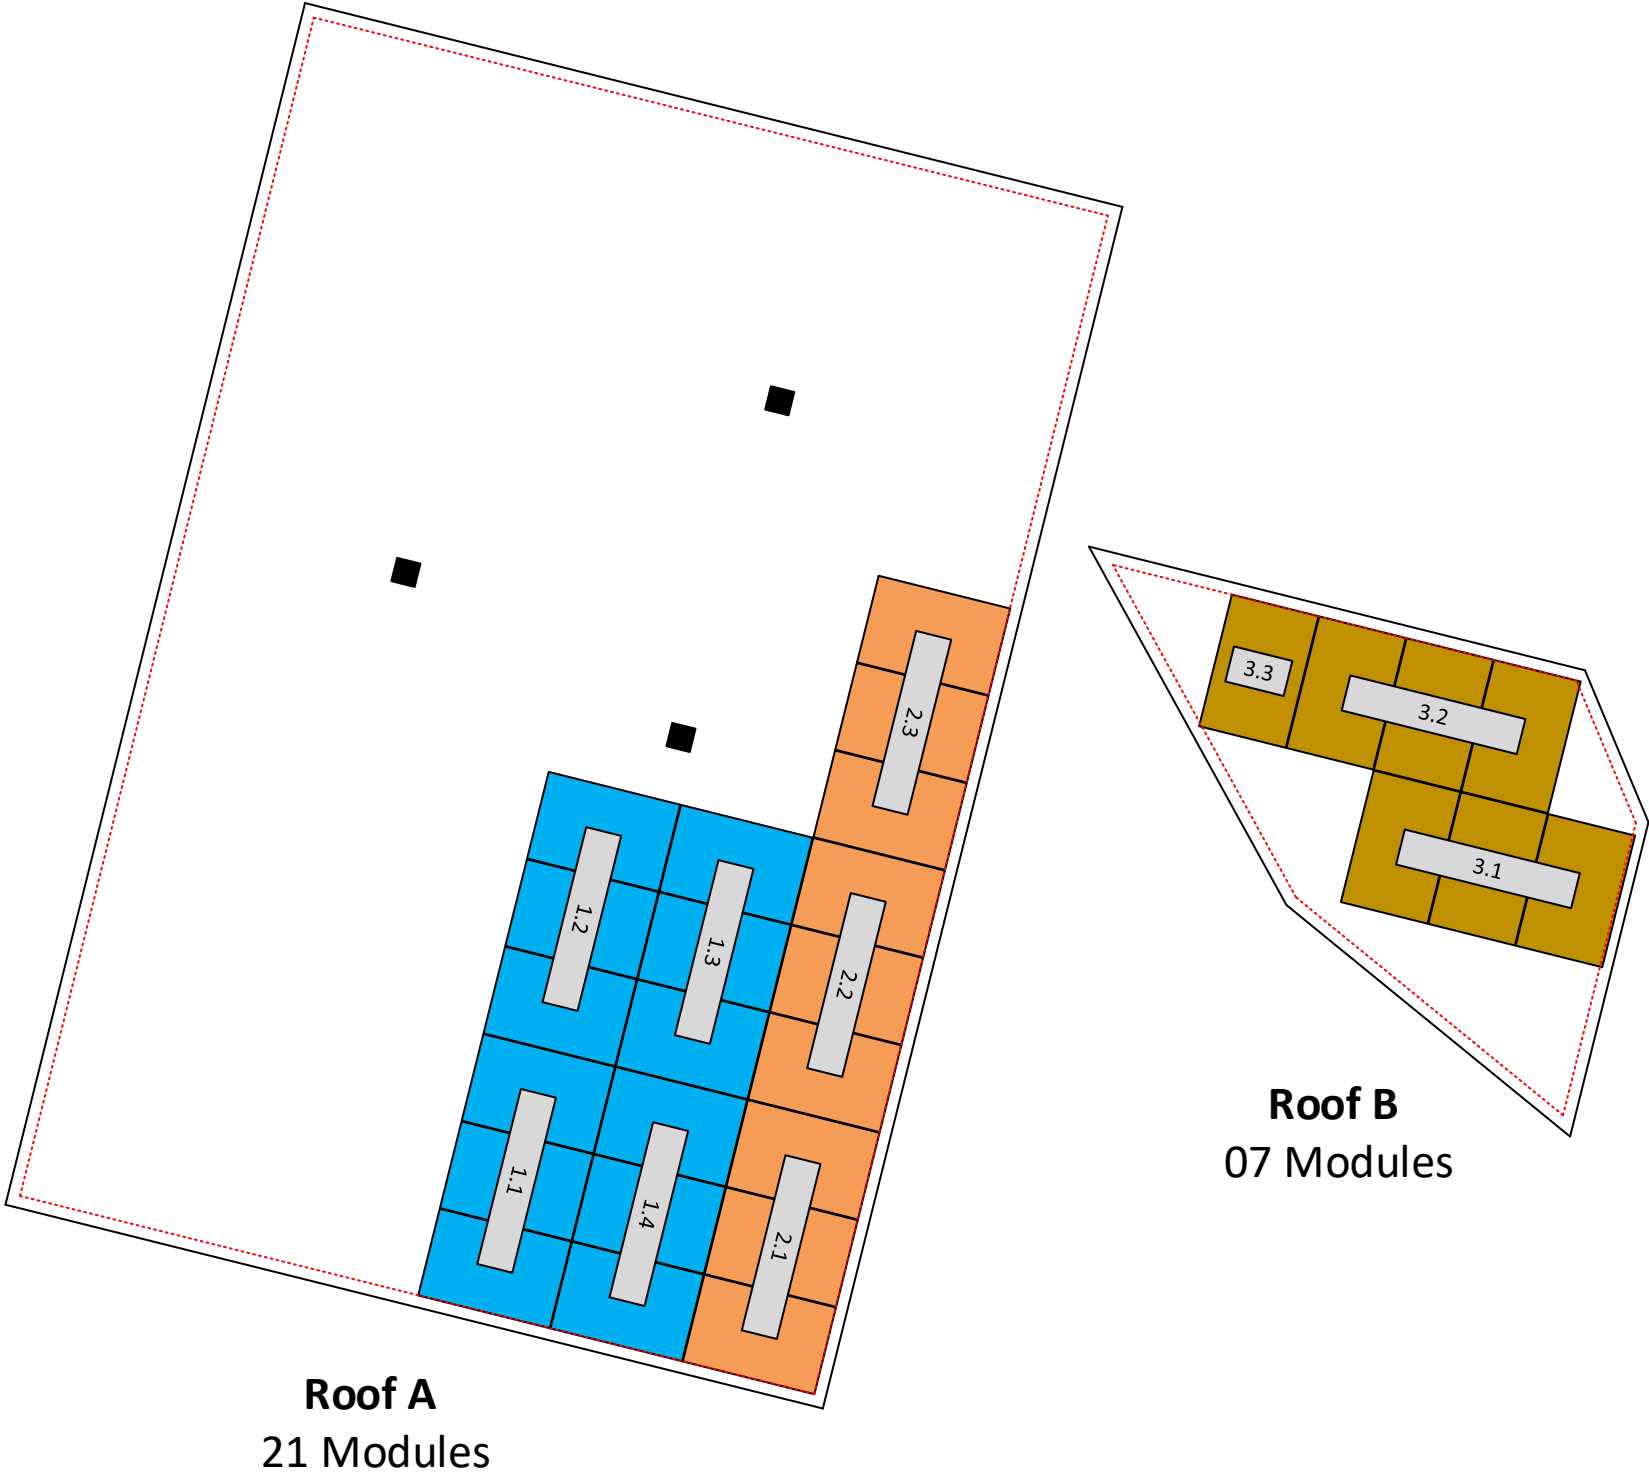 2.3
3.3
3.2
1.2
1.3
2.2
3.1
1.1
1.4
2.1
Roof B
07 Modules
Roof A
21 Modules